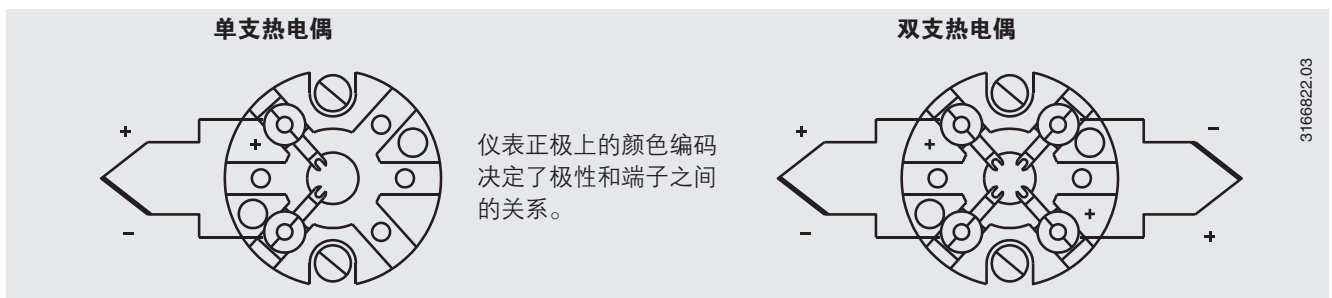 单支热电偶
双支热电偶
+
-
+
仪表正极上的颜色编码
决定了极性和端子之间
的关系。
+
-
+
-
+
+
3166822.03